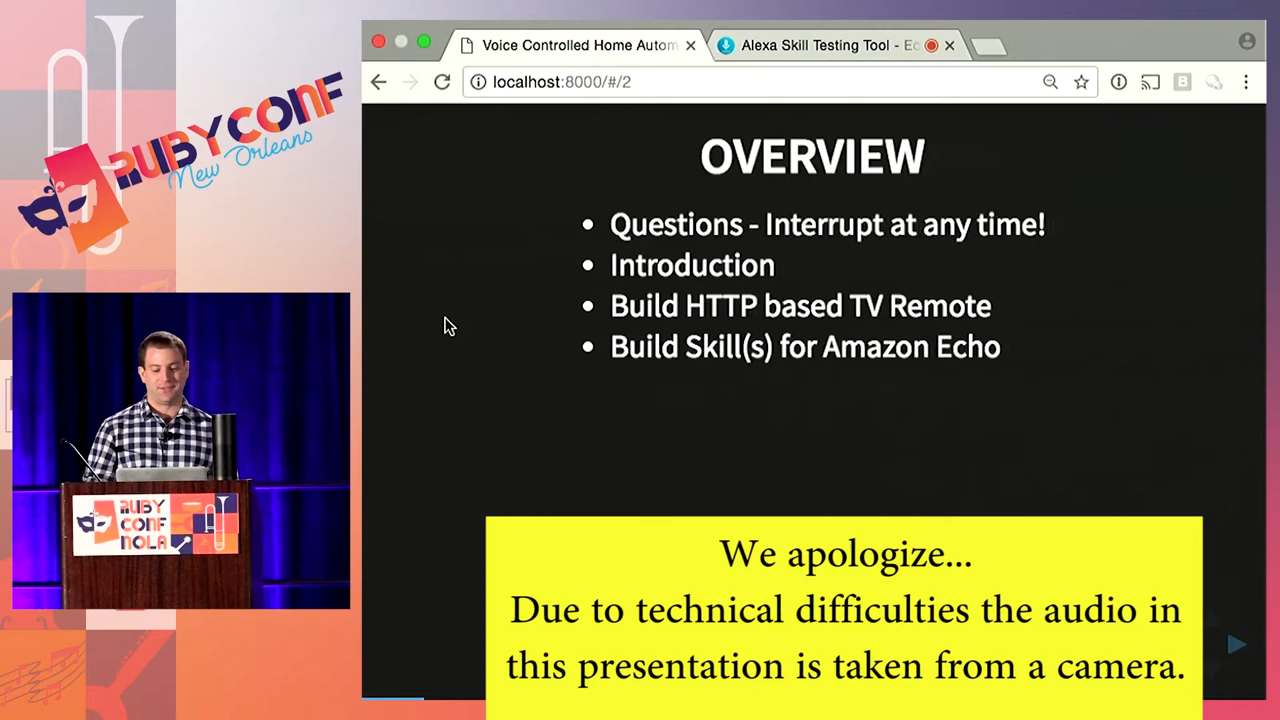 RUBYCONF
New Orleans
RUBY
CONF
NOLA
Voice Controlled Home Autom
Alexa Skill Testing Tool - Ec
localhost:8000/#/2
OVERVIEW
• Questions - Interrupt at any time!
• Introduction
• Build HTTP based TV Remote
• Build Skill(s) for Amazon Echo
We apologize...
Due to technical difficulties the audio in
this presentation is taken from a camera.